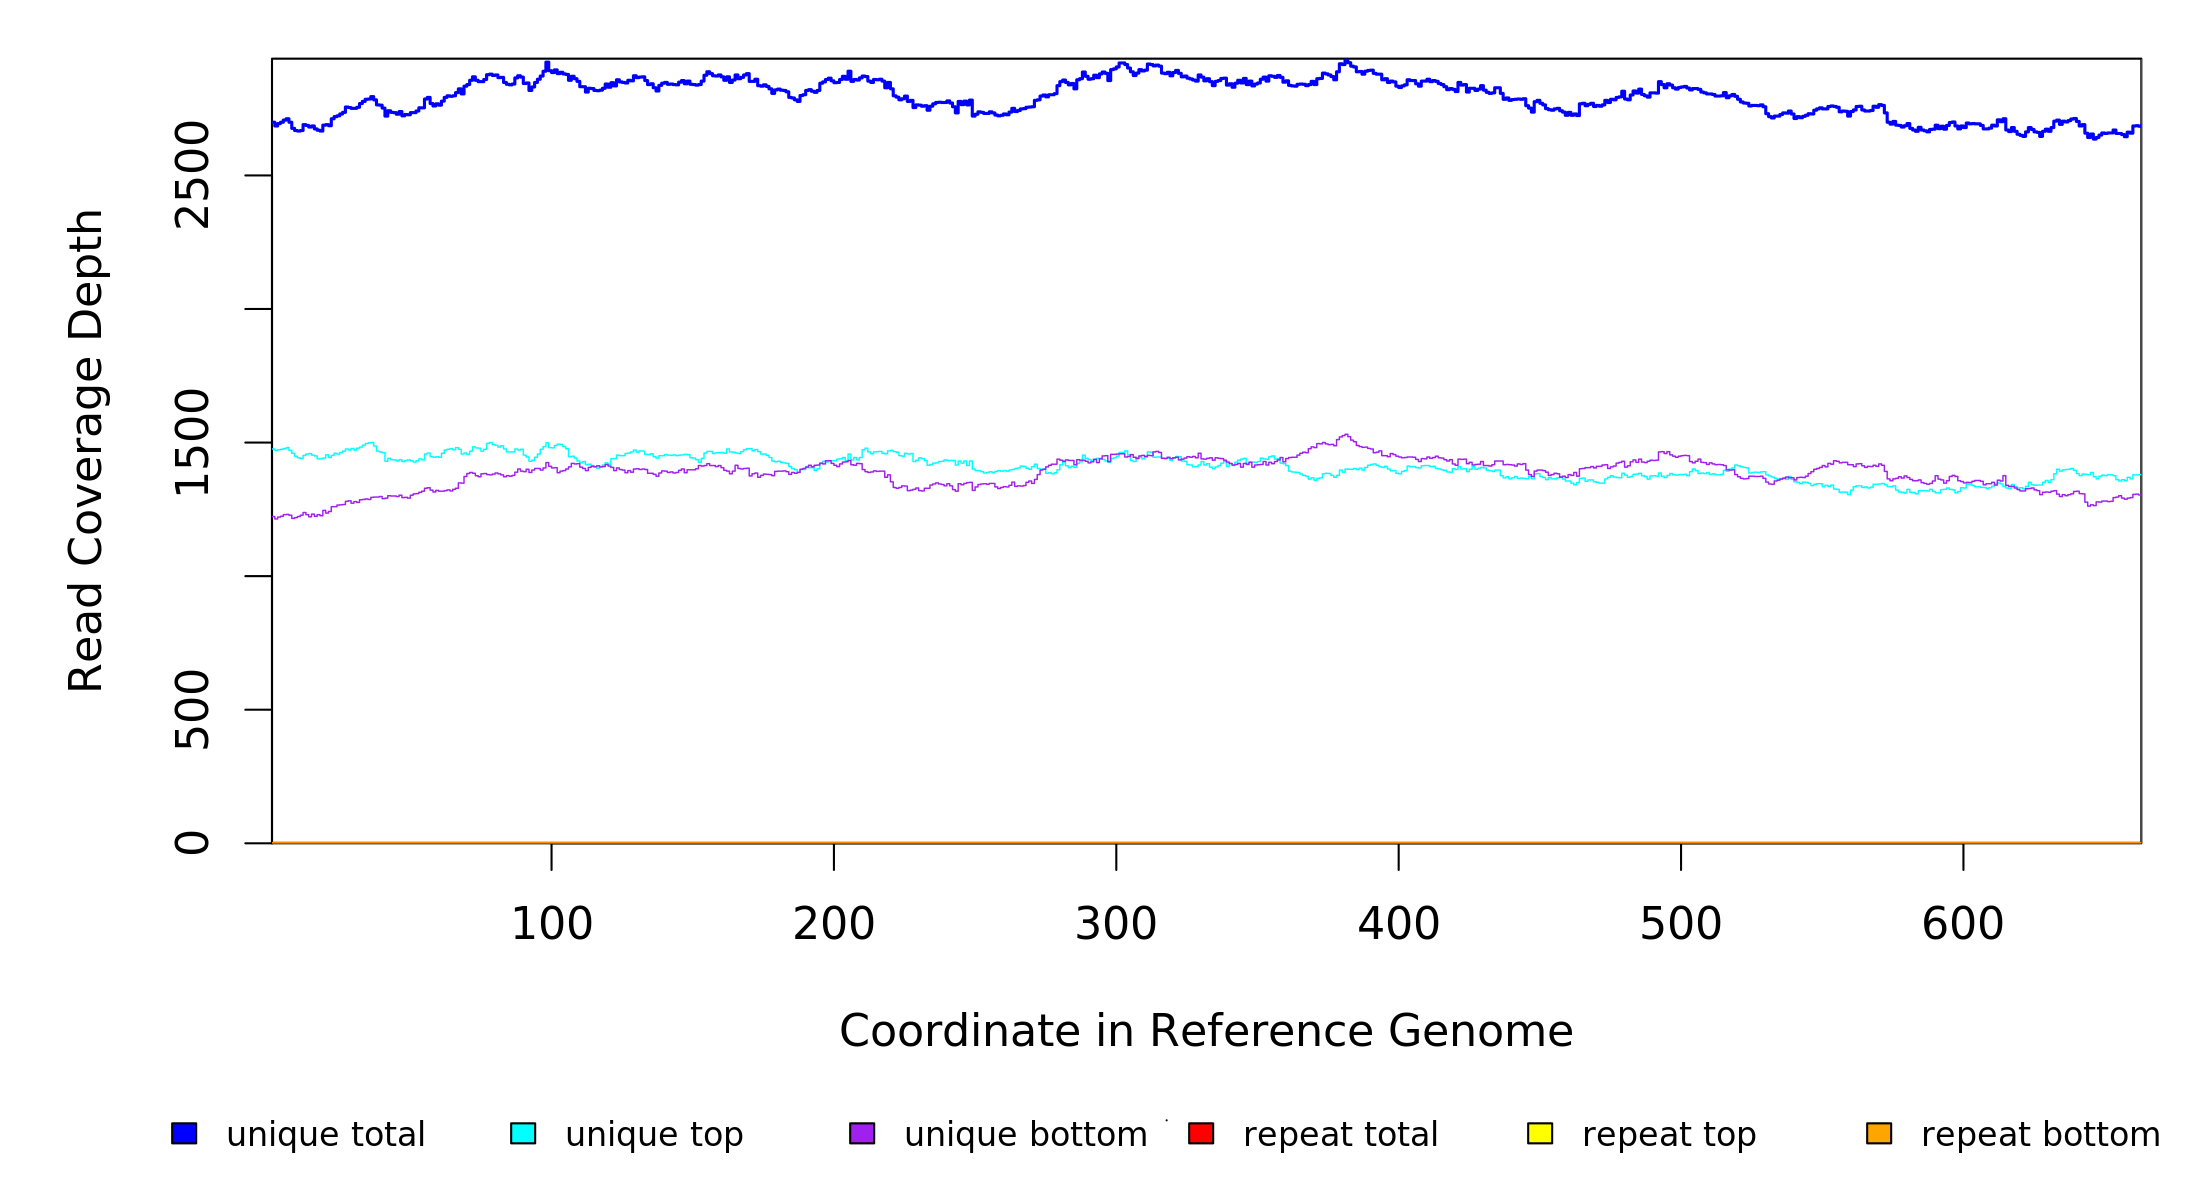 Read Coverage Depth
2500
1500
500
0
100 200 300 400 500 600
Coordinate in Reference Genome
unique total unique top unique bottom repeat total repeat top repeat bottom